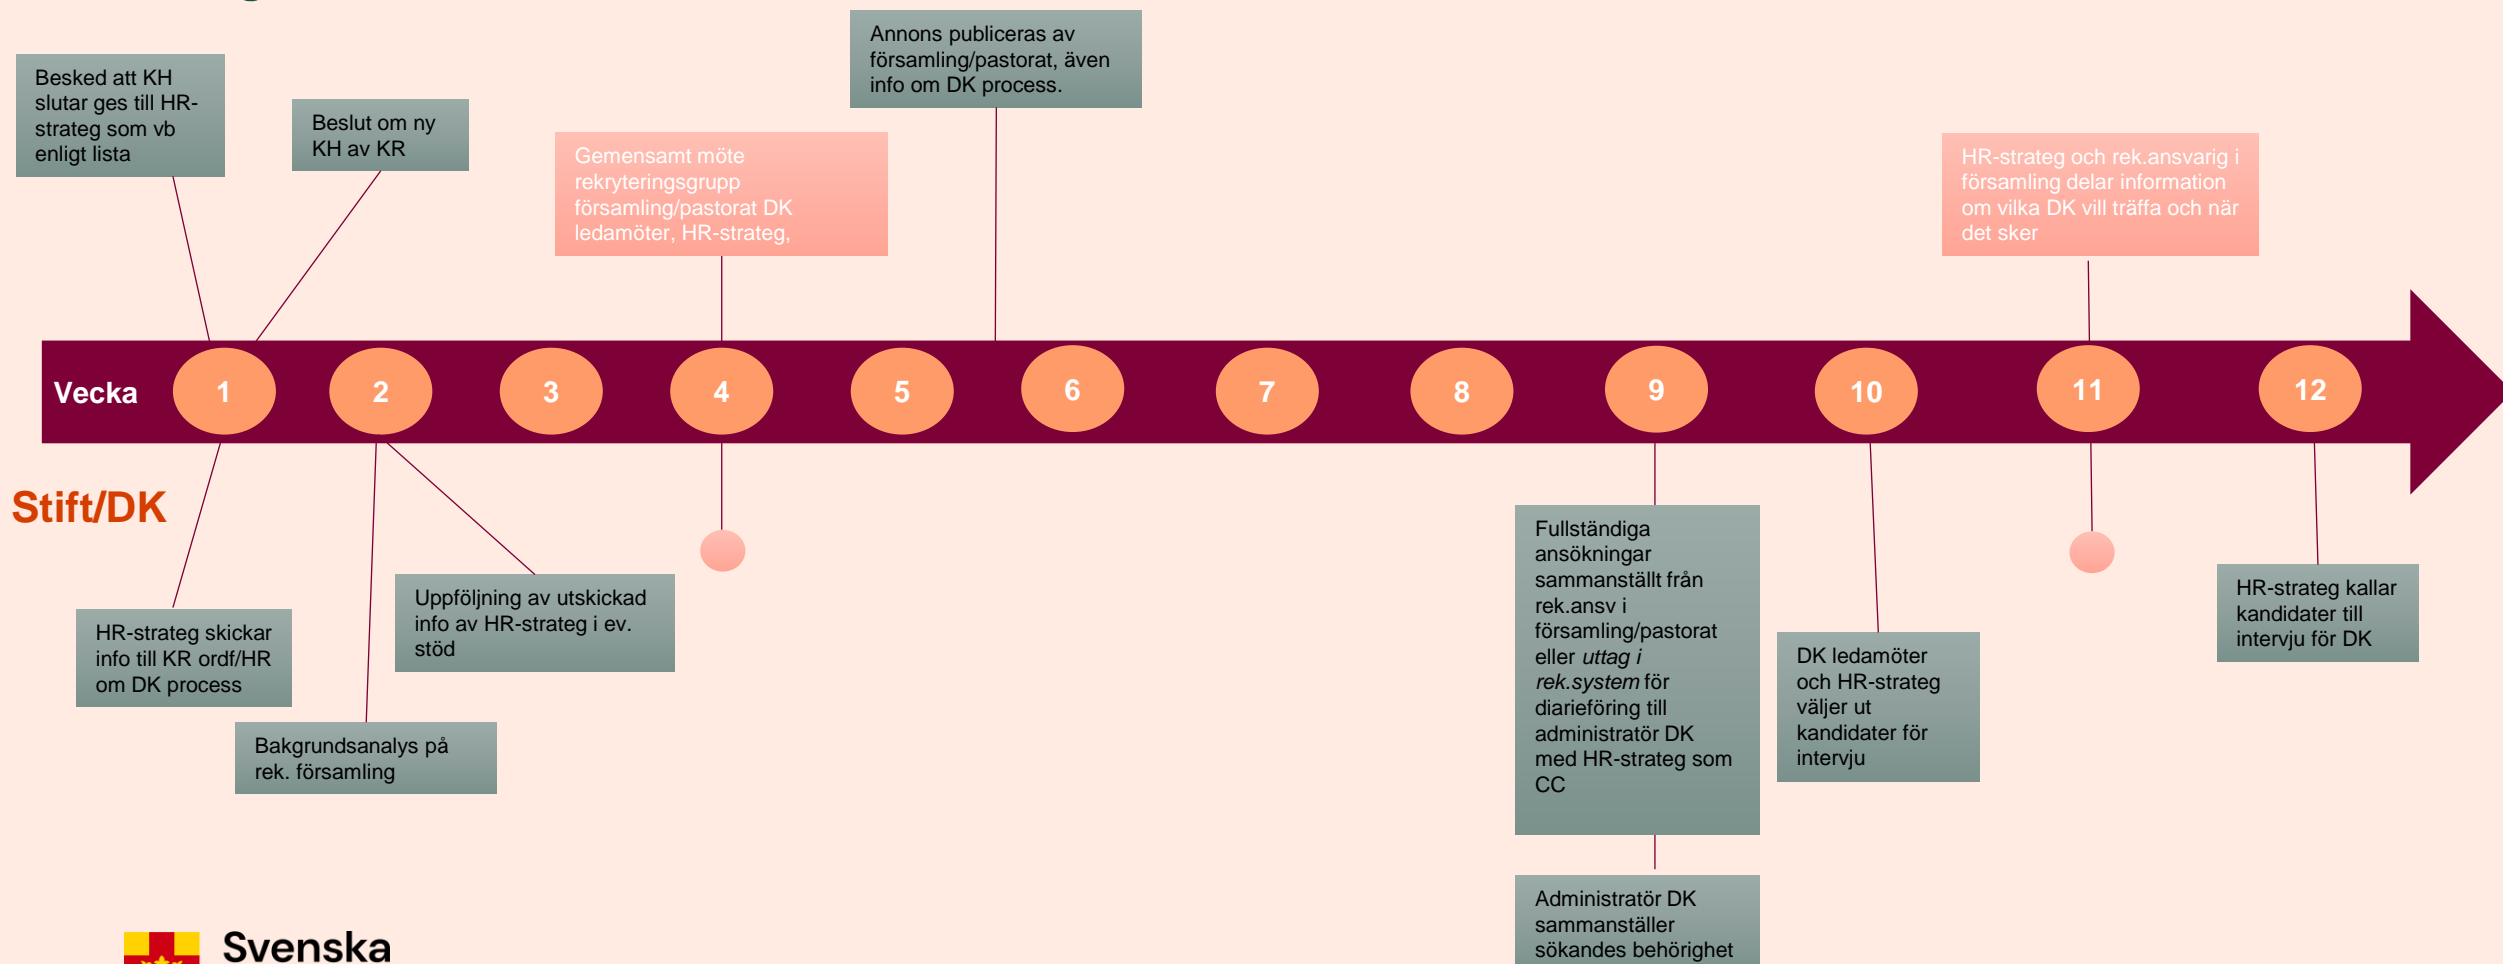 Besked att KH
slutar ges till HR-
strateg som vb
enligt lista
Beslut om ny
KH av KR
Gemensamt möte
rekryteringsgrupp
församling/pastorat DK
ledamöter, HR-strateg,
Annons publiceras av
församling/pastorat, även
info om DK process.
HR-strateg och rek.ansvarig i
församling delar information
om vilka DK vill träffa och när
det sker
Vecka 1 2 3 4 5 6 7 8 9 10 11 12
Stift/DK
HR-strateg skickar
info till KR ordf/HR
om DK process
Bakgrundsanalys på
rek. församling
Uppföljning av utskickad
info av HR-strateg i ev.
stöd
Fullständiga
ansökningar
sammanställt från
rek.ansv i
församling/pastorat
eller uttag i
rek.system för
diarieföring till
administratör DK
med HR-strateg som
CC
Administratör DK
sammanställer
sökandes behörighet
DK ledamöter
och HR-strateg
väljer ut
kandidater för
intervju
HR-strateg kallar
kandidater till
intervju för DK
Svenska